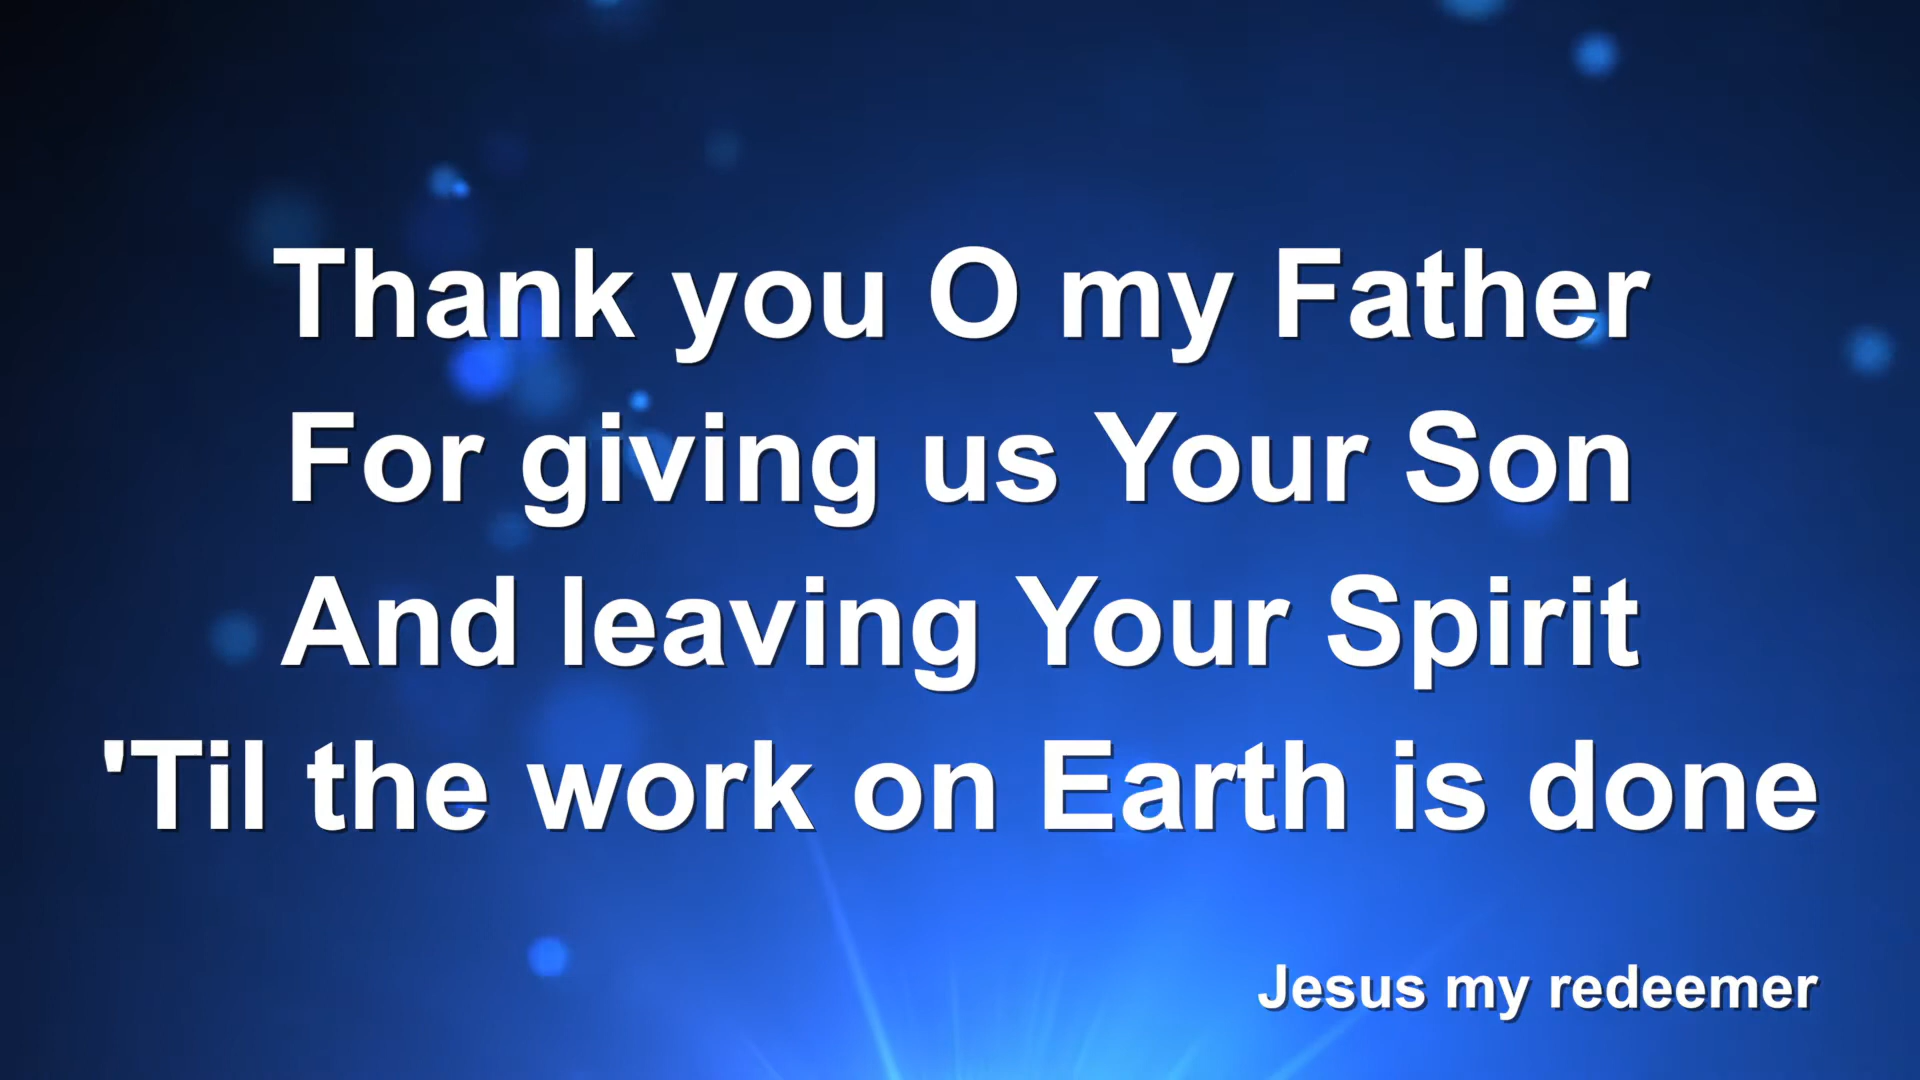 Thank you O my Father
For giving us Your Son
And leaving Your Spirit
'Til the work on Earth is done
Jesus my redeemer